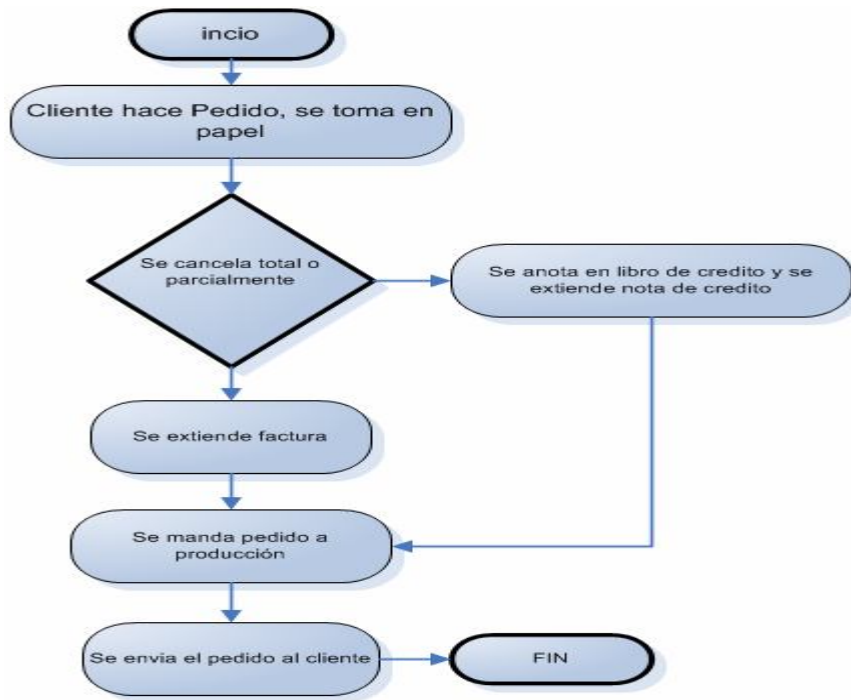 incio
Cliente hace Pedido, se toma en
papel
Se cancela total o
parcialmente
Se anota en libro de credito y se
extiende nota de credito
Se extiende factura
Se manda pedido a
producción
Se envia el pedido al cliente
FIN